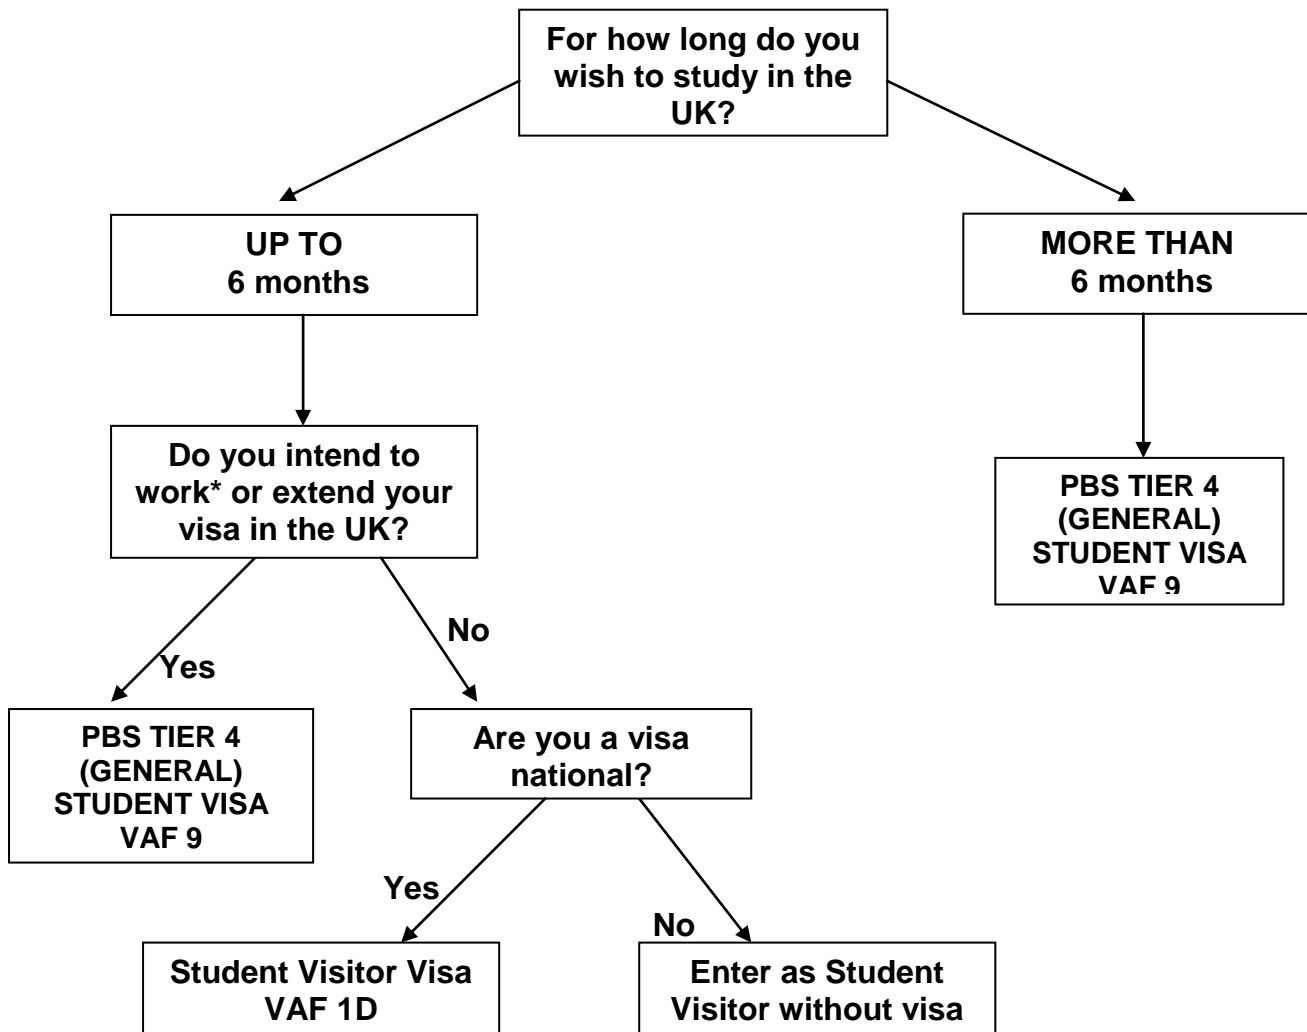 For how long do you
wish to study in the
UK?
UP TO
6 months
MORE THAN
6 months
Do you intend to
work* or extend your
visa in the UK?
PBS TIER 4
(GENERAL)
STUDENT VISA
VAF 9
No
Yes
PBS TIER 4
(GENERAL)
STUDENT VISA
VAF 9
Are you a visa
national?
Yes
No
Student Visitor Visa
VAF 1D
Enter as Student
Visitor without visa